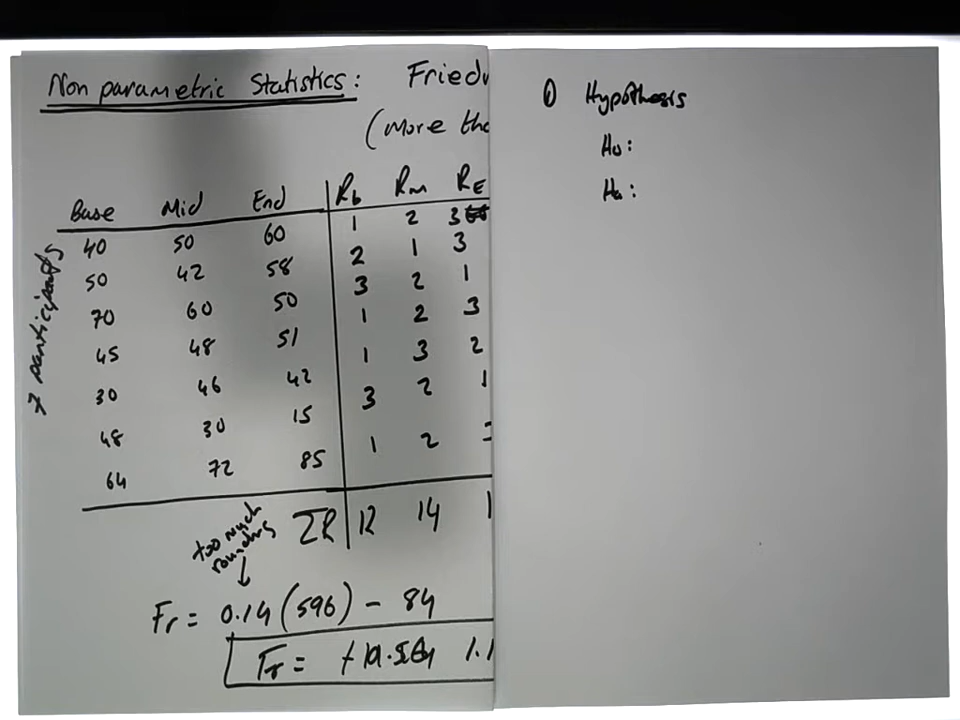 Non parametric Statistics: Fried
(More tha
Base Mid End Rb RM RE
40 50 60 1 2 3
50 42 58 2 1 3
70 60 50 3 2 1
45 48 51 1 2 3
30 46 42 1 3 2
48 30 15 3 2 1
64 72 85 1 2
7 participants
ΣR 12 14 1
too much
rounding
Fr = 0.14 (596) - 84
Fr = 1.1
① Hypothesis
Ho:
Ha: